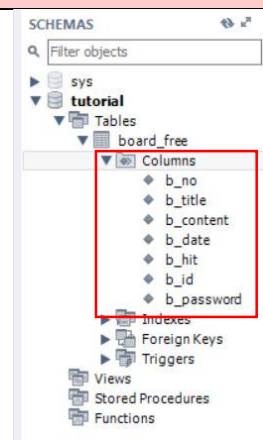 SCHEMAS
Filter objects
sys
tutorial
Tables
board_free
Columns
b_no
b_title
b_content
b_date
b_hit
b_id
b_password
Indexes
Foreign Keys
Triggers
Views
Stored Procedures
Functions